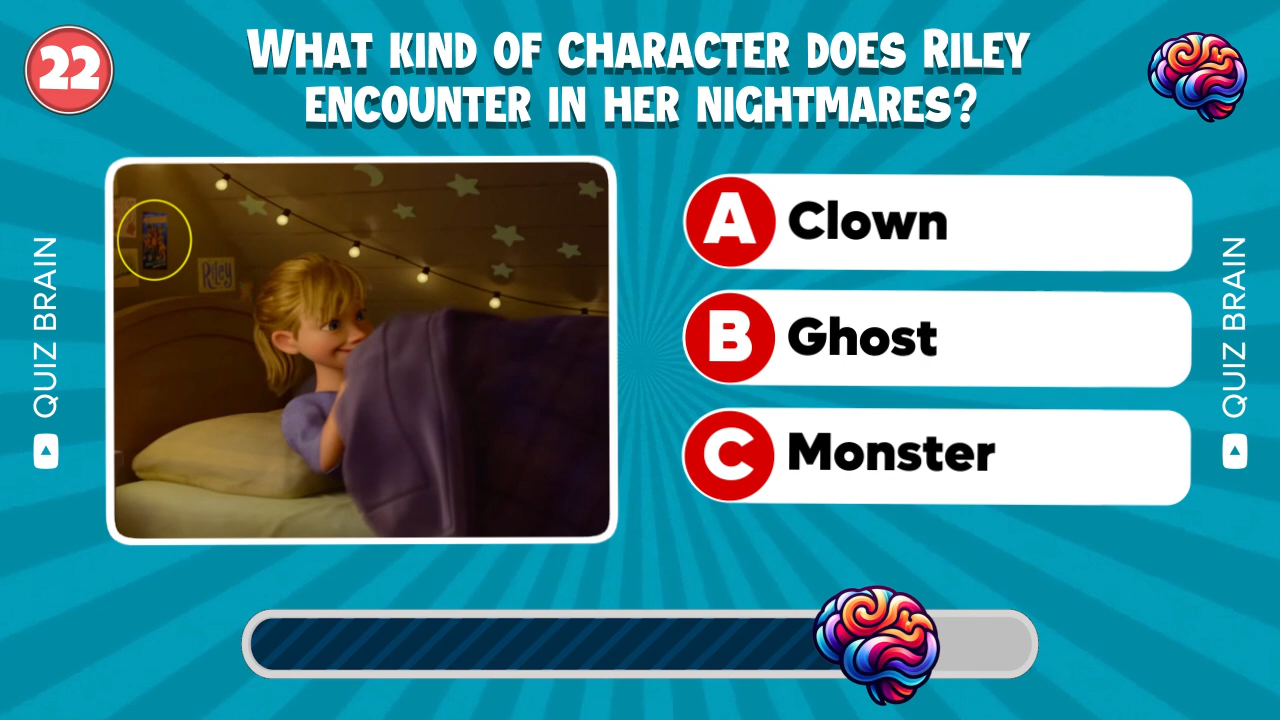 22
WHAT KIND OF CHARACTER DOES RILEY
ENCOUNTER IN HER NIGHTMARES?
QUIZ BRAIN
Riley
A Clown
B Ghost
C Monster
QUIZ BRAIN